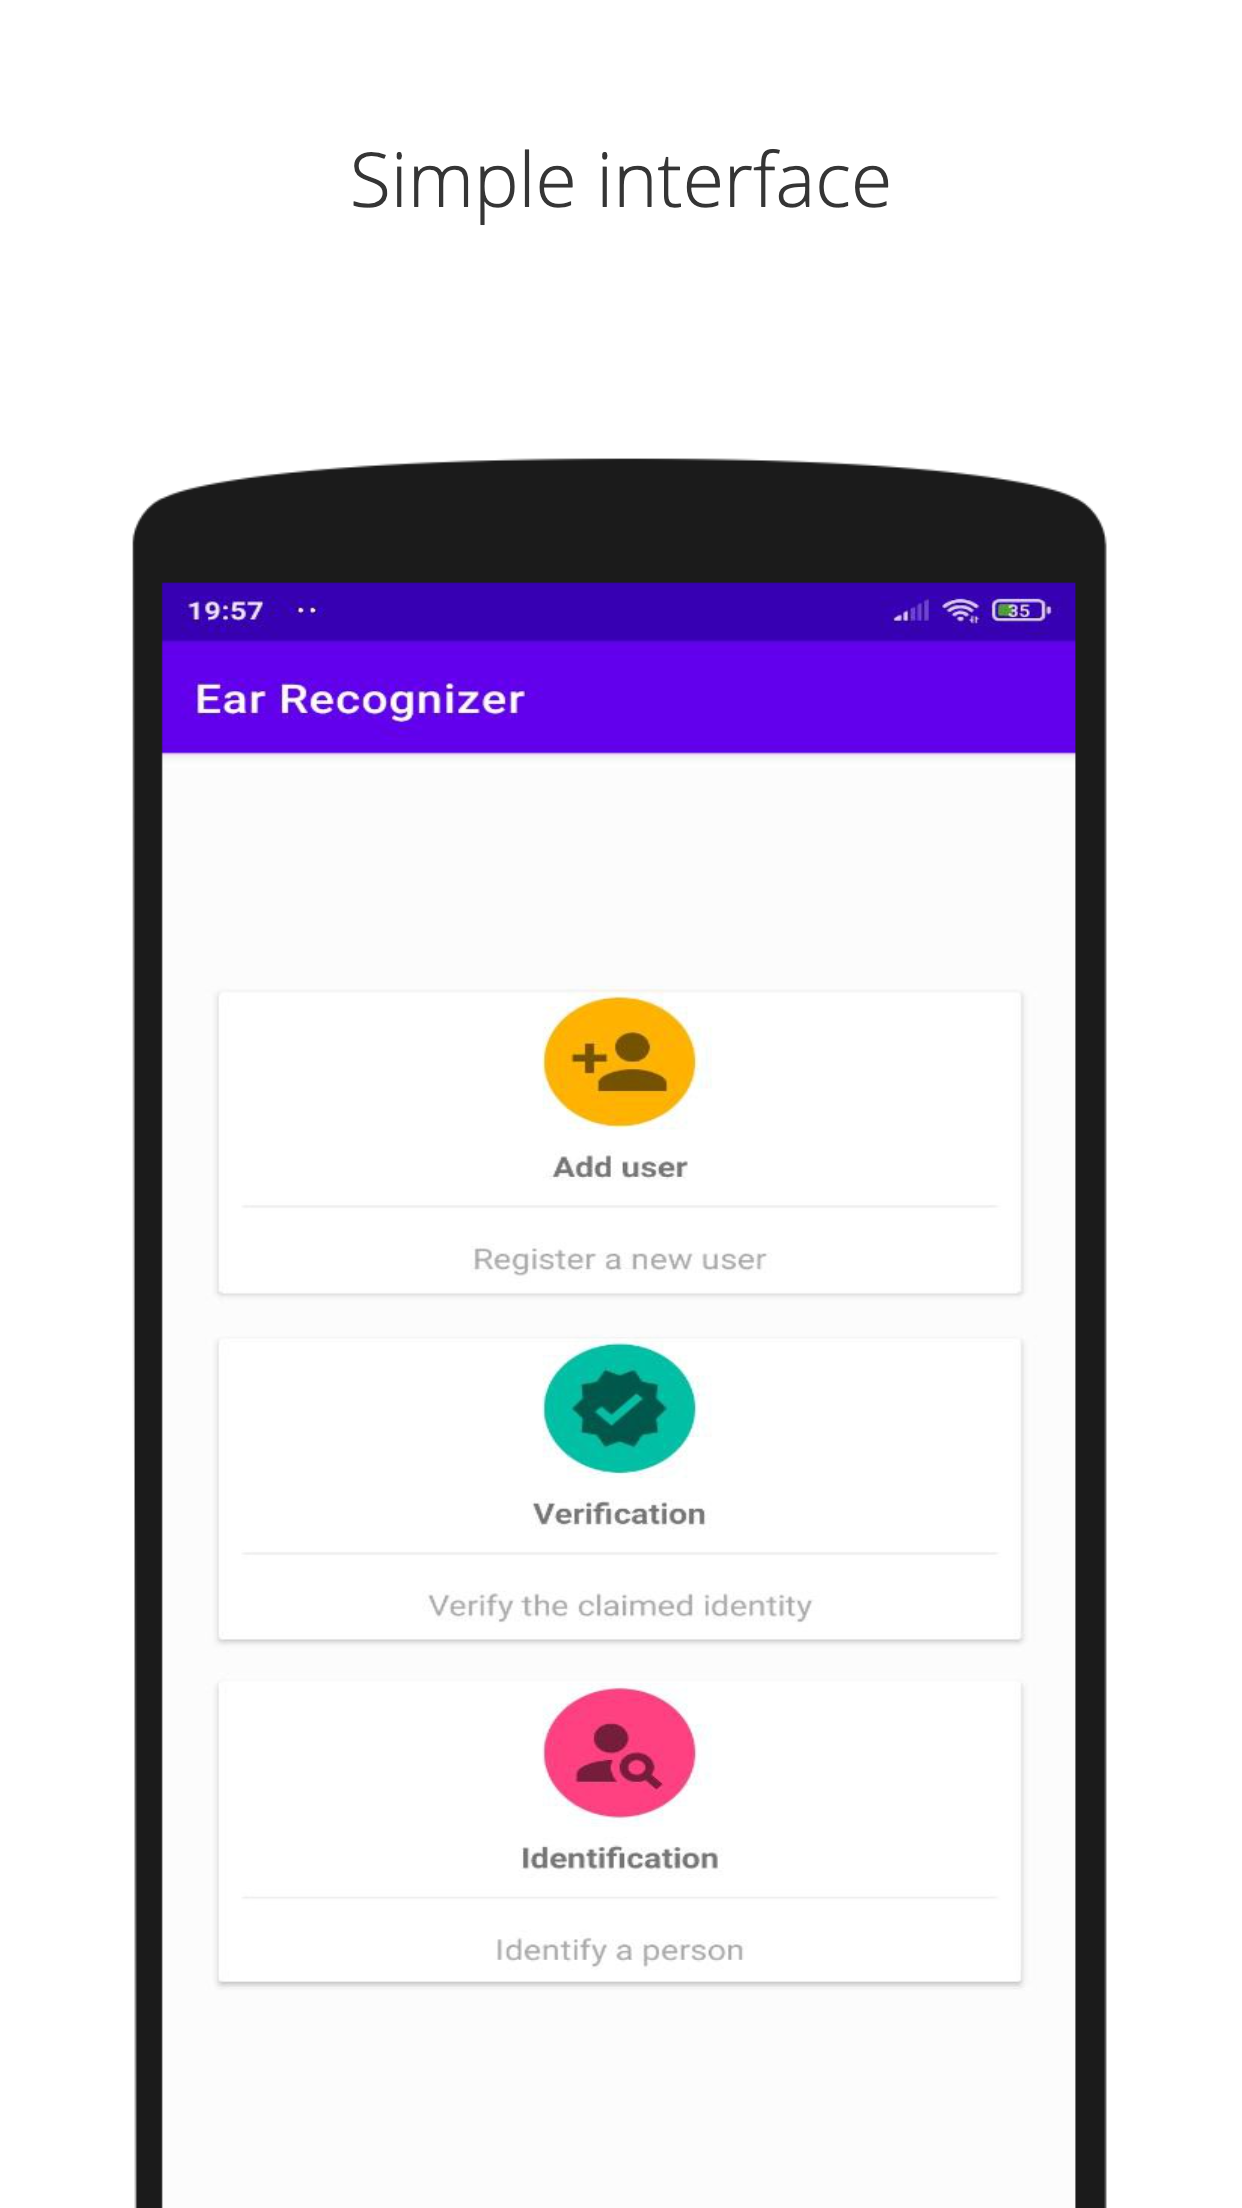 Simple interface
19:57
35
Ear Recognizer
Add user
Register a new user
Verification
Verify the claimed identity
Identification
Identify a person